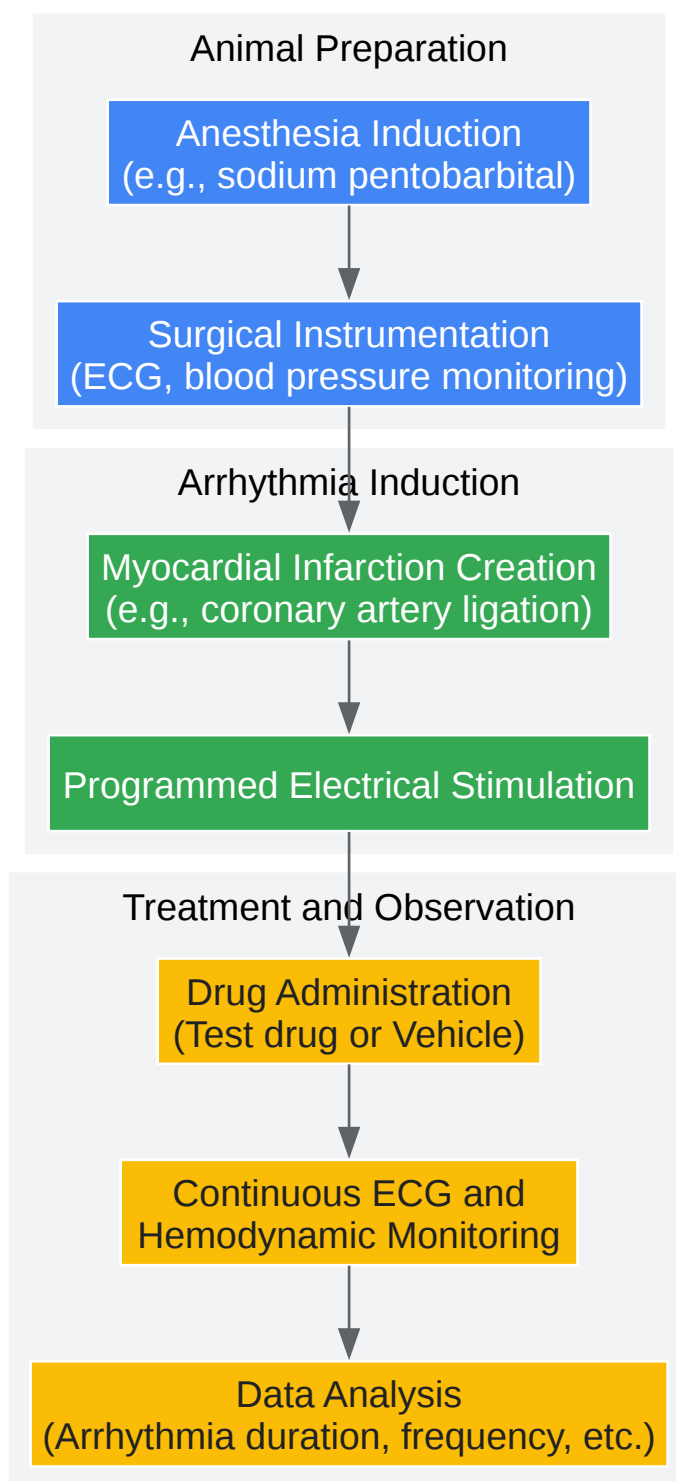 Animal Preparation
Anesthesia Induction
(e.g., sodium pentobarbital)
Surgical Instrumentation
(ECG, blood pressure monitoring)
Arrhythmia Induction
Myocardial Infarction Creation
(e.g., coronary artery ligation)
Programmed Electrical Stimulation
Treatment and Observation
Drug Administration
(Test drug or Vehicle)
Continuous ECG and
Hemodynamic Monitoring
Data Analysis
(Arrhythmia duration, frequency, etc.)